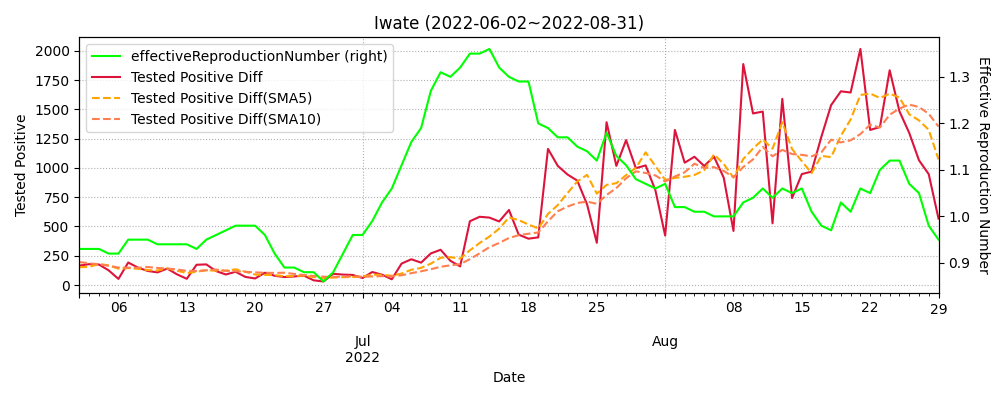 Iwate (2022-06-02~2022-08-31)
effectiveReproductionNumber (right)
Tested Positive Diff
Tested Positive Diff(SMA5)
Tested Positive Diff(SMA10)
Tested Positive
2000
1750
1500
1250
1000
750
500
250
0
Effective Reproduction Number
1.3
1.2
1.1
1.0
0.9
06 13 20 27 04 11 18 25 08 15 22 29
Jul Aug
2022
Date